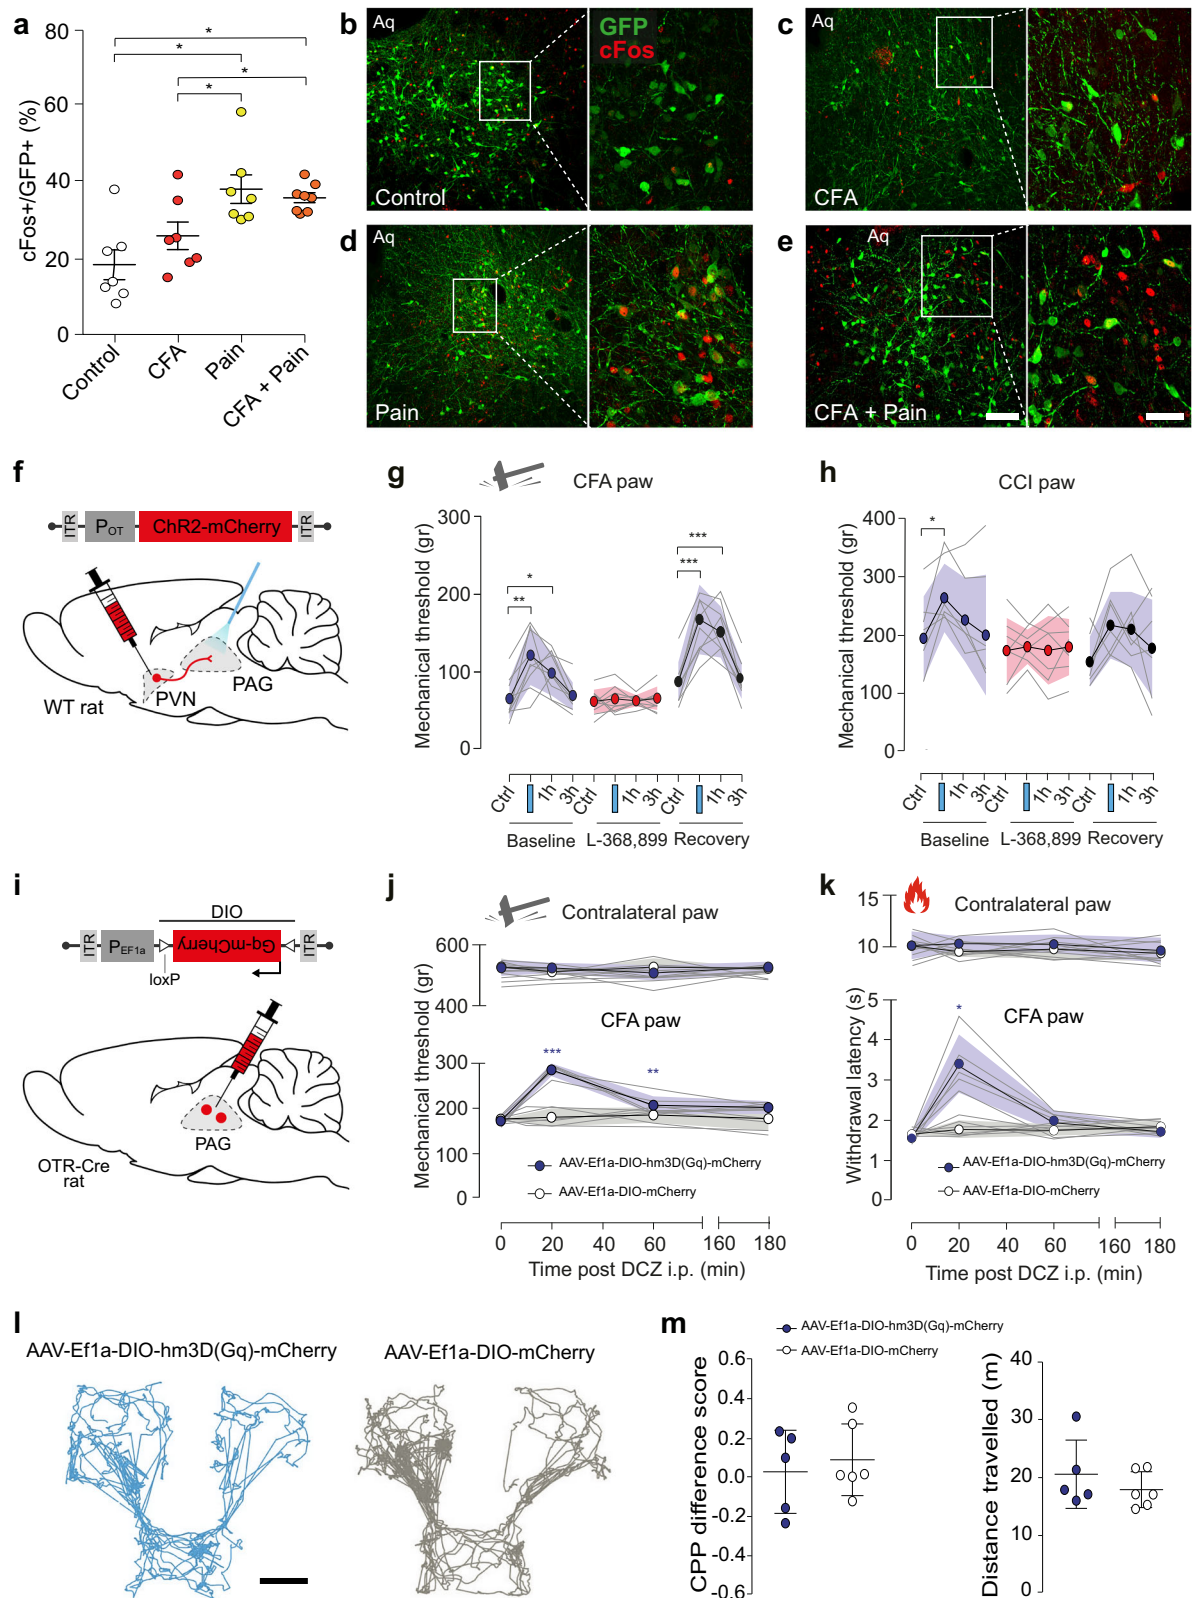 a
80
60
40
20
0
cFos+/GFP+ (%)
*
*
*
*
Control
CFA
Pain
CFA + Pain
b
Aq
GFP
cFos
Control
c
Aq
CFA
d
Aq
Pain
e
Aq
CFA + Pain
f
ITR
POT
ChR2-mCherry
ITR
WT rat
PVN
PAG
g
CFA paw
Mechanical threshold (gr)
300
200
100
0
**
*
***
***
Ctrl
1h
3h
Ctrl
1h
3h
Ctrl
1h
3h
Baseline
L-368,899
Recovery
h
CCI paw
Mechanical threshold (gr)
400
300
200
100
0
*
Ctrl
1h
3h
Ctrl
1h
3h
Ctrl
1h
3h
Baseline
L-368,899
Recovery
i
DIO
ITR
PEF1a
Gq-mCherry
ITR
loxP
PAG
OTR-Cre
rat
j
Contralateral paw
600
400
CFA paw
Mechanical threshold (gr)
300
200
100
0
***
**
AAV-Ef1a-DIO-hm3D(Gq)-mCherry
AAV-Ef1a-DIO-mCherry
0 20 40 60 160 180
Time post DCZ i.p. (min)
k
Contralateral paw
15
10
CFA paw
Withdrawal latency (s)
5
4
3
2
1
0
*
AAV-Ef1a-DIO-hm3D(Gq)-mCherry
AAV-Ef1a-DIO-mCherry
0 20 40 60 160 180
Time post DCZ i.p. (min)
l
AAV-Ef1a-DIO-hm3D(Gq)-mCherry
AAV-Ef1a-DIO-mCherry
m
AAV-Ef1a-DIO-hm3D(Gq)-mCherry
AAV-Ef1a-DIO-mCherry
CPP difference score
0.6
0.4
0.2
0.0
-0.2
-0.4
-0.6
Distance travelled (m)
40
30
20
10
0